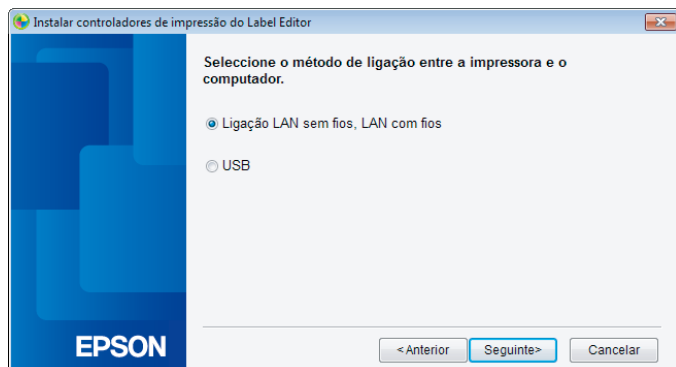 Instalar controladores de impressão do Label Editor
Seleccione o método de ligação entre a impressora e o
computador.
Ligação LAN sem fios, LAN com fios
USB
EPSON
<Anterior
Seguinte>
Cancelar